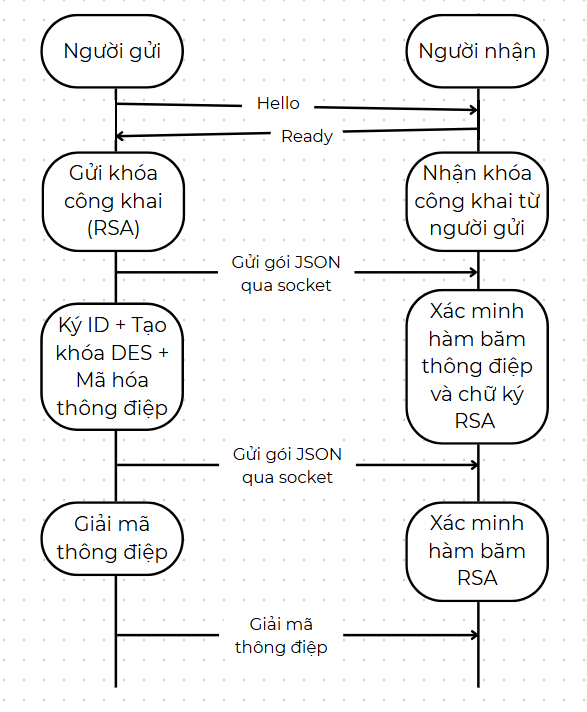 Người gửi
Người nhận
Hello
Ready
Gửi khóa
công khai
(RSA)
Nhận khóa
công khai từ
người gửi
Gửi gói JSON
qua socket
Ký ID + Tạo
khóa DES +
Mã hóa
thông điệp
Xác minh
hàm băm
thông điệp
và chữ ký
RSA
Gửi gói JSON
qua socket
Giải mã
thông điệp
Xác minh
hàm băm
RSA
Giải mã
thông điệp